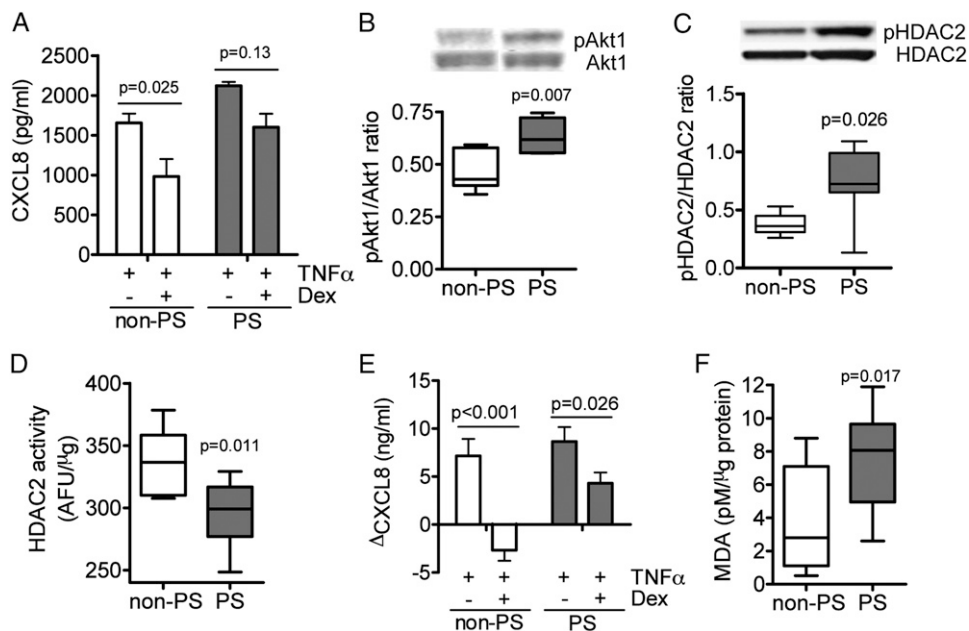 A
CXCL8 (pg/ml)
2500
2000
1500
1000
500
0
p=0.025
p=0.13
+ + + + TNFα
- + - + Dex
non-PS PS
B
pAkt1
Akt1
p=0.007
pAkt1/Akt1 ratio
0.75
0.50
0.25
0.00
non-PS PS
C
pHDAC2
HDAC2
p=0.026
pHDAC2/HDAC2 ratio
1.5
1.0
0.5
0.0
non-PS PS
D
HDAC2 activity
(AFU/μg)
400
350
300
250
p=0.011
non-PS PS
E
ΔCXCL8 (ng/ml)
15
10
5
0
-5
p<0.001
p=0.026
+ + + + TNFα
- + - + Dex
non-PS PS
F
MDA (pM/μg protein)
12
10
8
6
4
2
0
p=0.017
non-PS PS